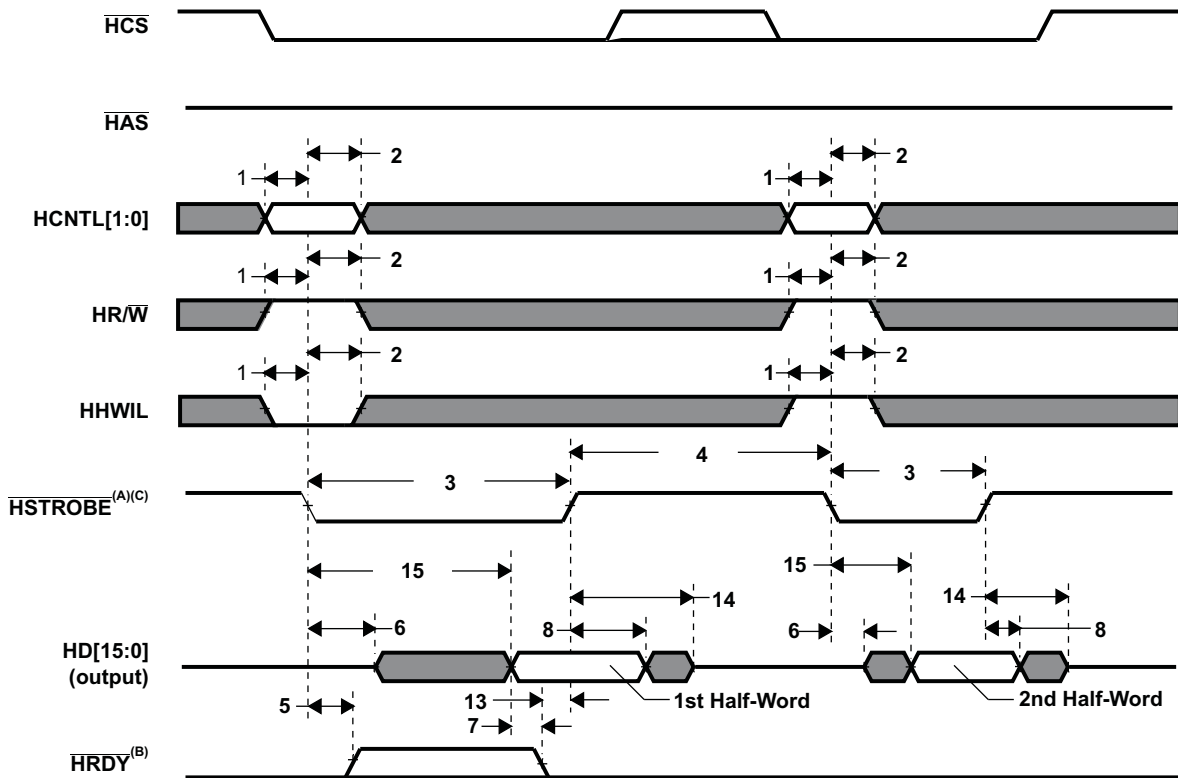 HCS
HAS
2 2
1 1
HCNTL[1:0]
2 2
1 1
HR/W
2 2
1 1
HHWIL
4
3 3
HSTROBE(A)(C)
15 15
14 14
6 8 6 8
HD[15:0]
(output)
5 13 1st Half-Word 2nd Half-Word
7
HRDY(B)